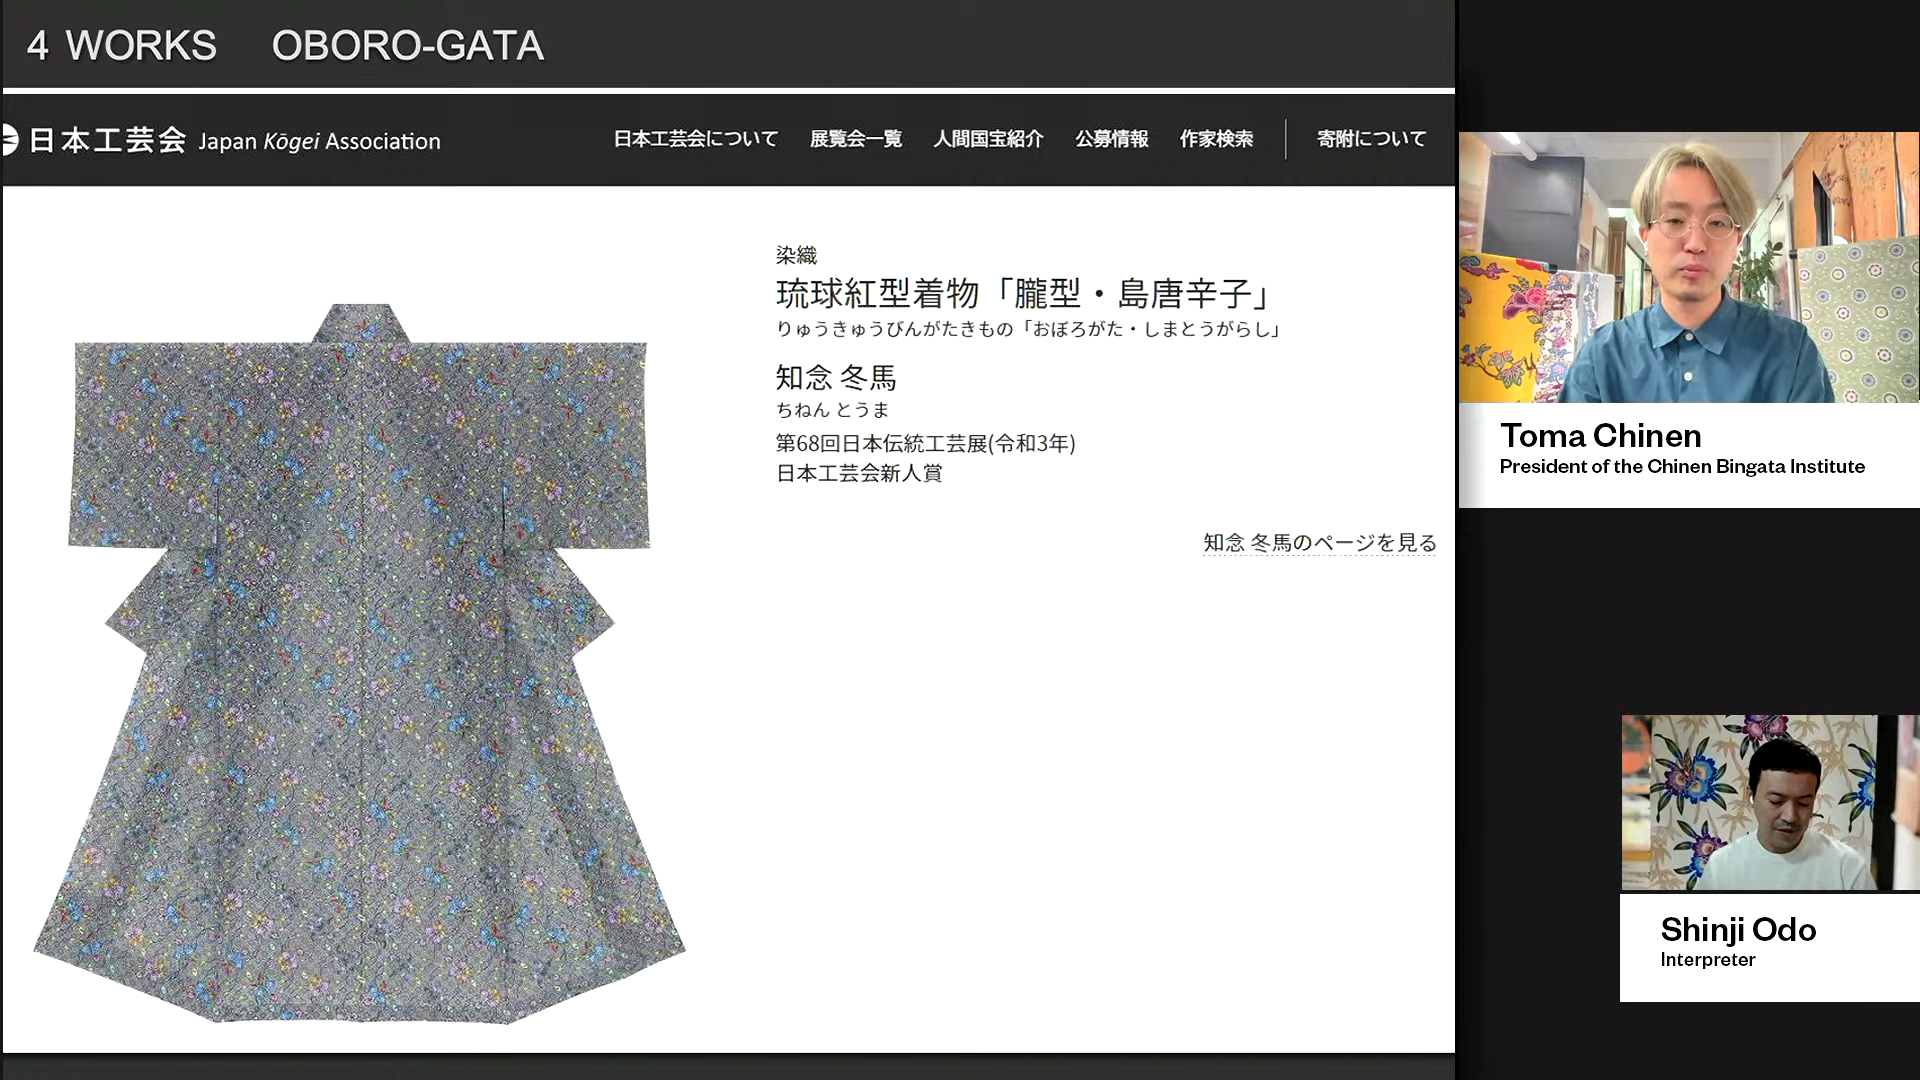 4 WORKS OBORO-GATA
日本工芸会 Japan Kōgei Association
日本工芸会について 展覧会一覧 人間国宝紹介 公募情報 作家検索 寄附について
染織
琉球紅型着物「朧型・島唐辛子」
りゅうきゅうびんがたきもの「おぼろがた・しまとうがらし」
知念 冬馬
ちねん とうま
第68回日本伝統工芸展(令和3年)
日本工芸会新人賞
知念 冬馬のページを見る
Toma Chinen
President of the Chinen Bingata Institute
Shinji Odo
Interpreter